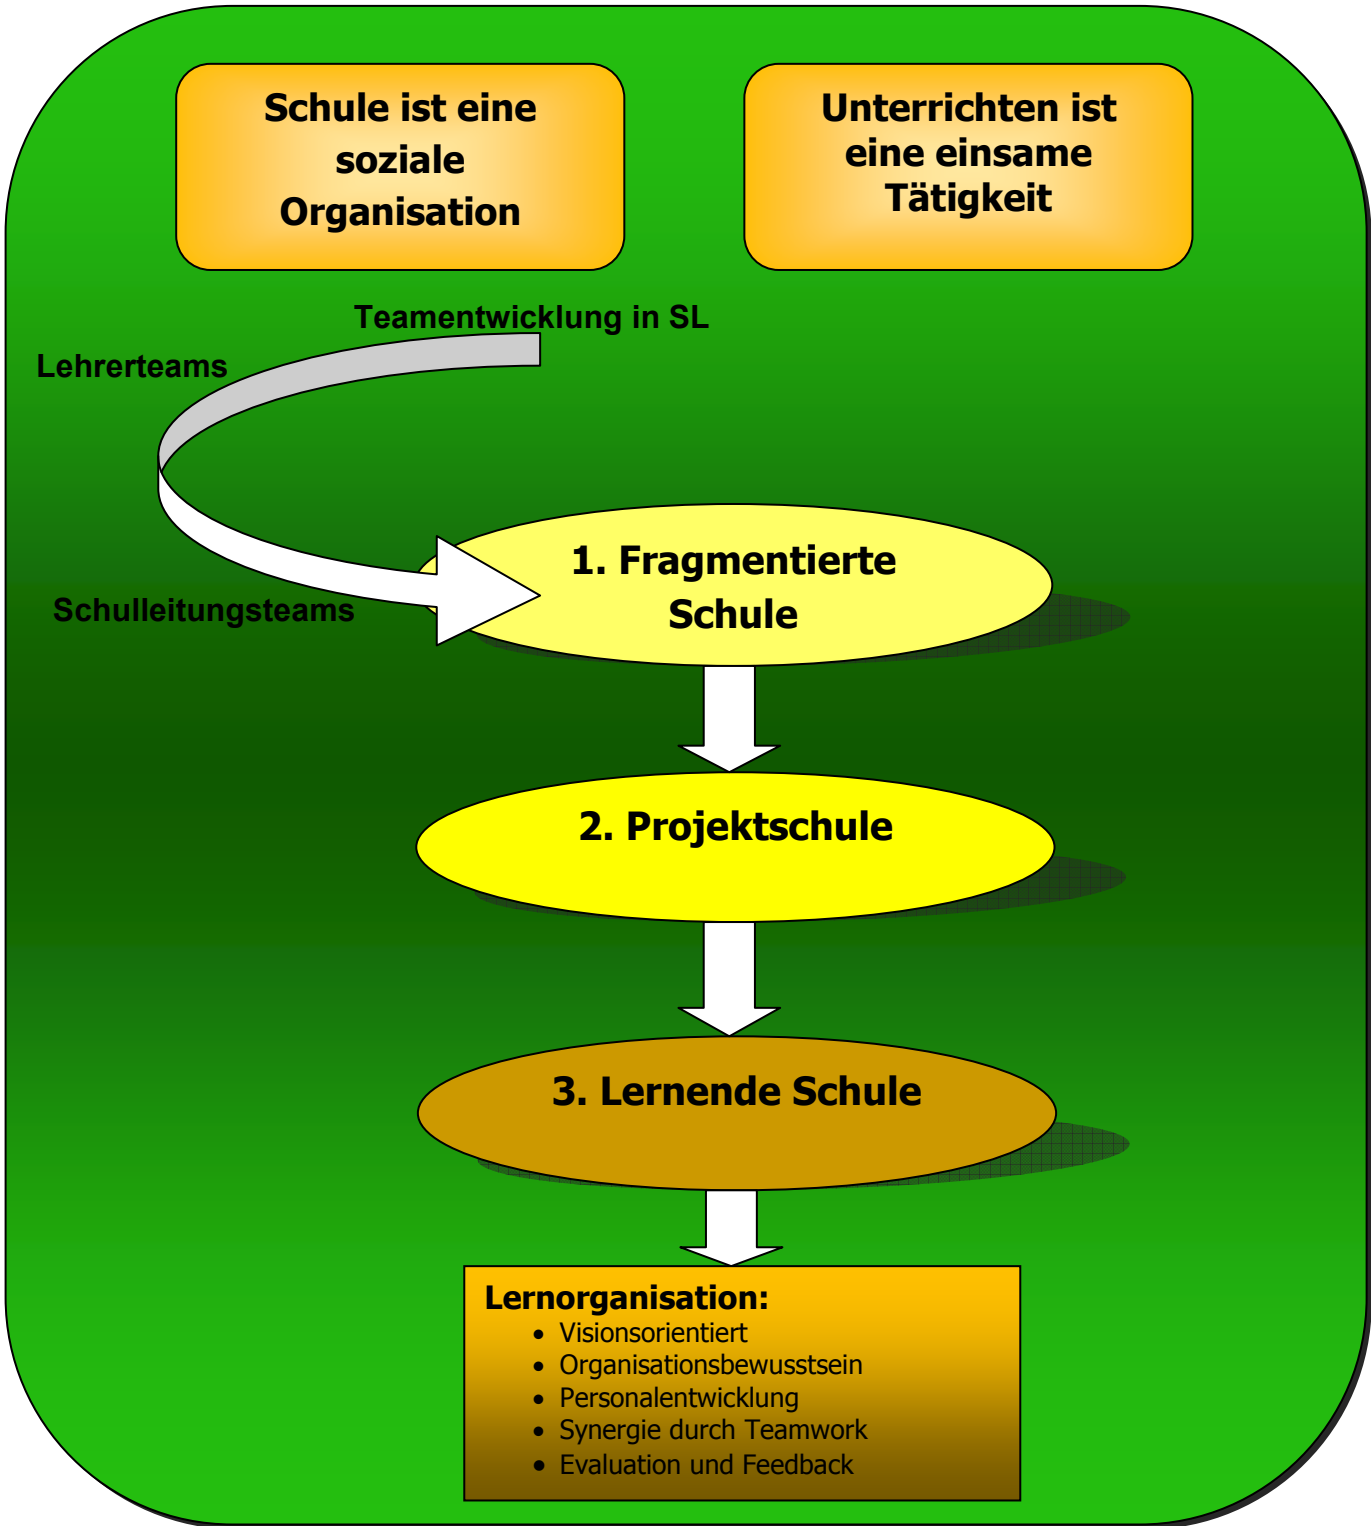 Schule ist eine
soziale
Organisation
Unterrichten ist
eine einsame
Tätigkeit
Teamentwicklung in SL
Lehrerteams
Schulleitungsteams
1. Fragmentierte
Schule
2. Projektschule
3. Lernende Schule
Lernorganisation:
• Visionsorientiert
• Organisationsbewusstsein
• Personalentwicklung
• Synergie durch Teamwork
• Evaluation und Feedback